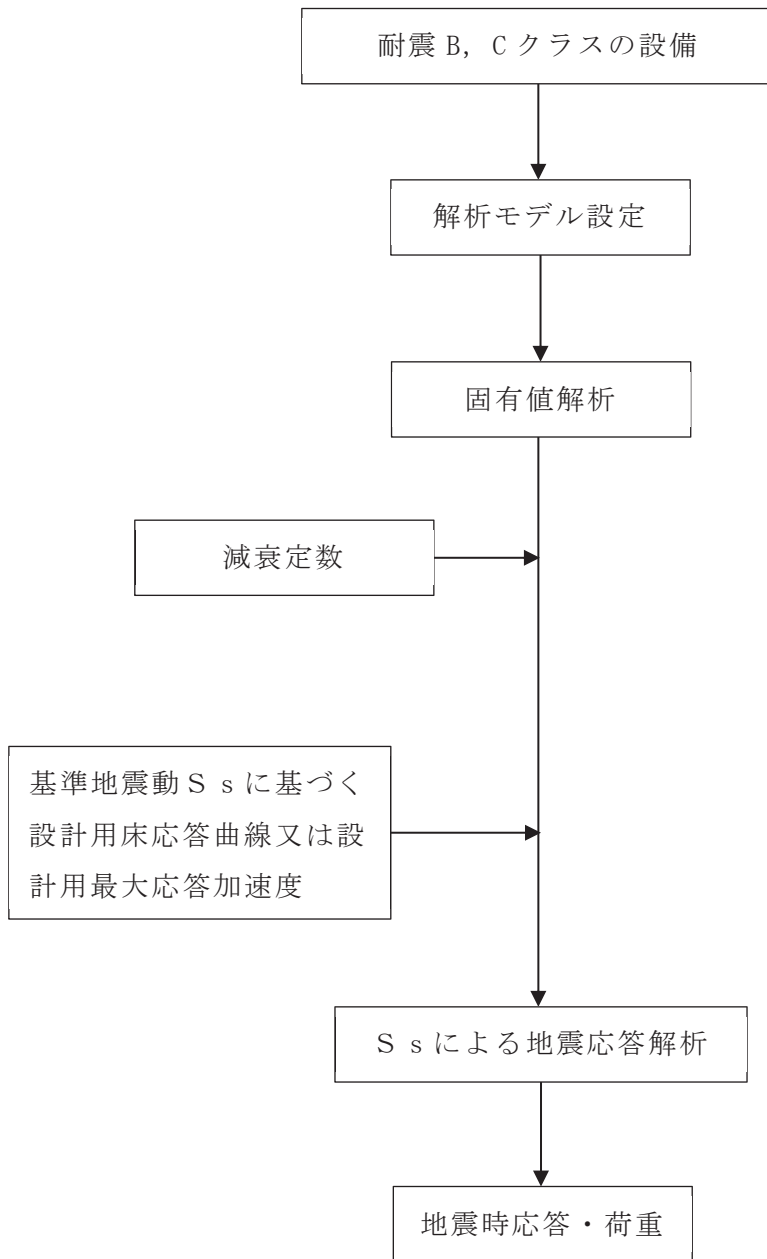 耐震 B, C クラスの設備
解析モデル設定
固有値解析
減衰定数
基準地震動Ｓｓに基づく
設計用床応答曲線又は設
計用最大応答加速度
Ｓｓによる地震応答解析
地震時応答・荷重